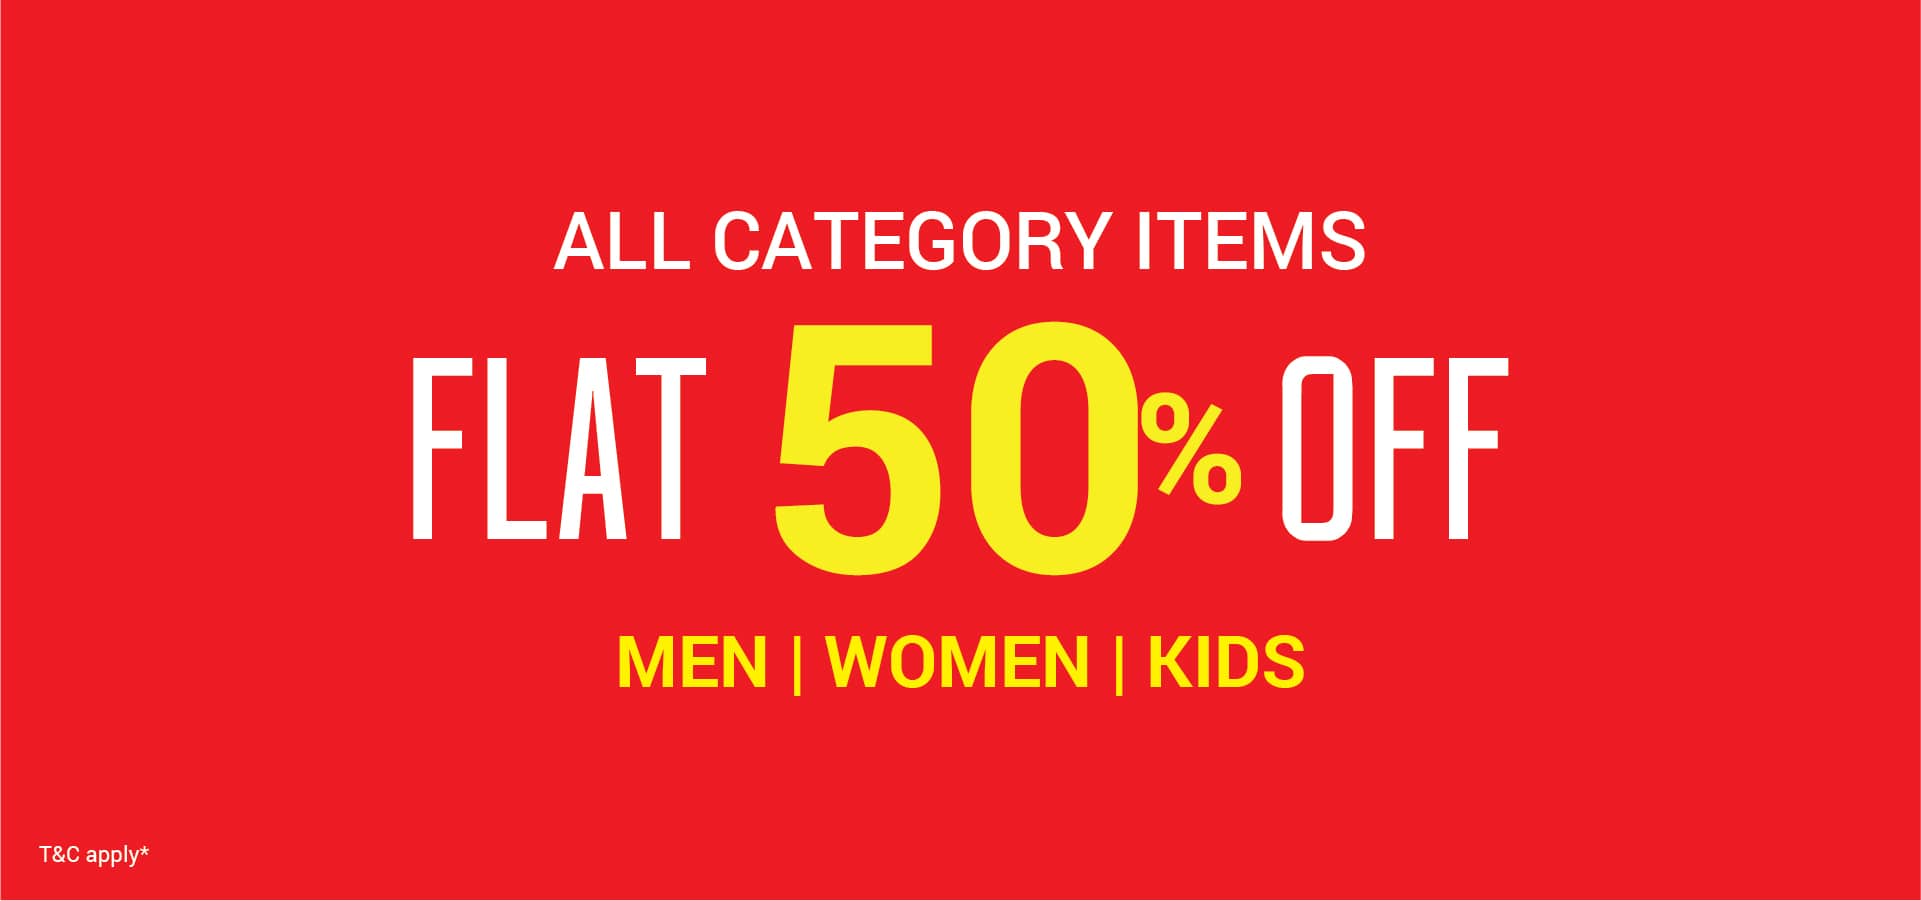 ALL CATEGORY ITEMS
FLAT 50% OFF
MEN | WOMEN | KIDS
T&C apply*